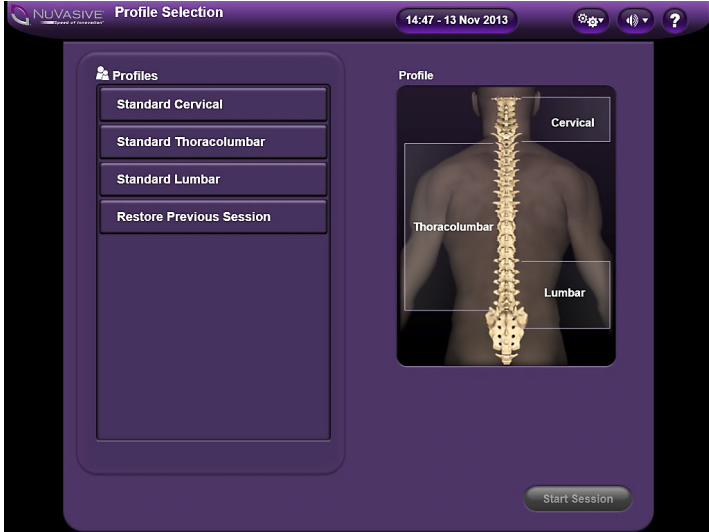 NUVASIVE
Speed of Innovation
Profile Selection
14:47 - 13 Nov 2013
?
Profiles
Standard Cervical
Standard Thoracolumbar
Standard Lumbar
Restore Previous Session
Profile
Cervical
Thoracolumbar
Lumbar
Start Session